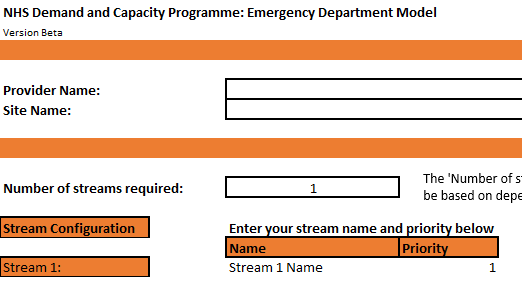 NHS Demand and Capacity Programme: Emergency Department Model
Version Beta
Provider Name:
Site Name:
Number of streams required:
1
The 'Number of
be based on
Stream Configuration
Enter your stream name and priority below
Name
Priority
Stream 1:
Stream 1 Name
1